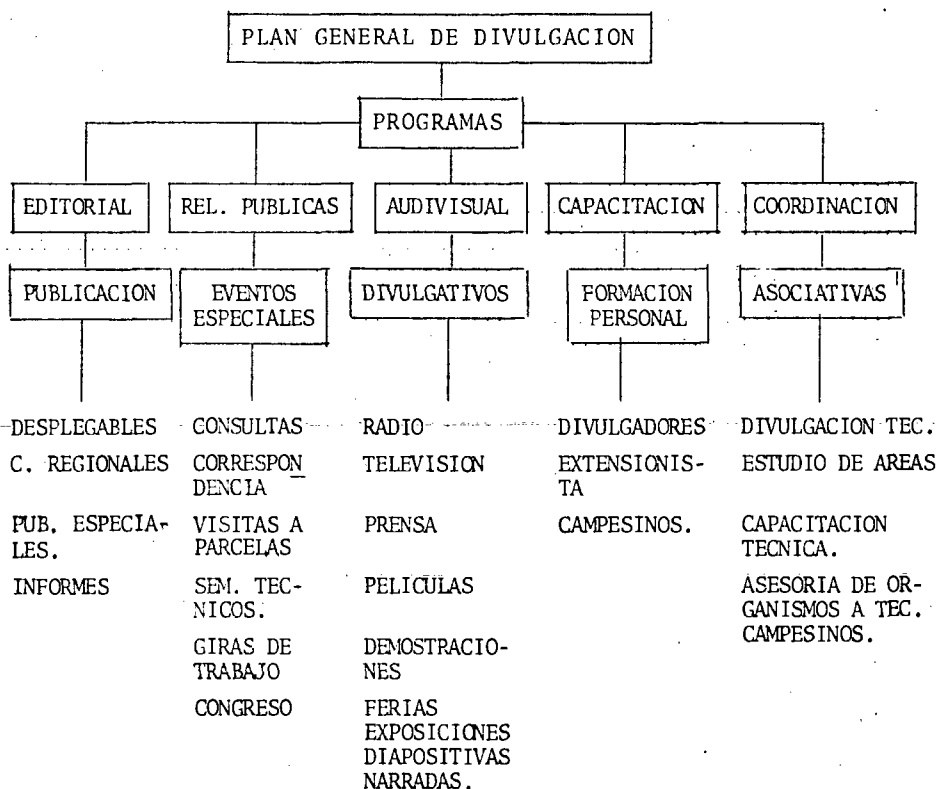 PLAN GENERAL DE DIVULGACION
PROGRAMAS
EDITORIAL
REL. PUBLICAS
AUDIVISUAL
CAPACITACION
COORDINACION
PUBLICACION
EVENTOS
ESPECIALES
DIVULGATIVOS
FORMACION
PERSONAL
ASOCIATIVAS
DESPLEGABLES
C. REGIONALES
PUB. ESPECIA-
LES.
INFORMES
CONSULTAS
CORRESPON
DENCIA
VISITAS A
PARCELAS
SEM. TEC-
NICOS.
GIRAS DE
TRABAJO
CONGRESO
RADIO
TELEVISION
PRENSA
PELICULAS
DEMOSTRACIO-
NES
FERIAS
EXPOSICIONES
DIAPOSITIVAS
NARRADAS.
DIVULGADORES
EXTENSIONIS-
TA
CAMPESINOS.
DIVULGACION TEC.
ESTUDIO DE AREAS
CAPACITACION
TECNICA.
ASESORIA DE OR-
GANISMOS A TEC.
CAMPESINOS.